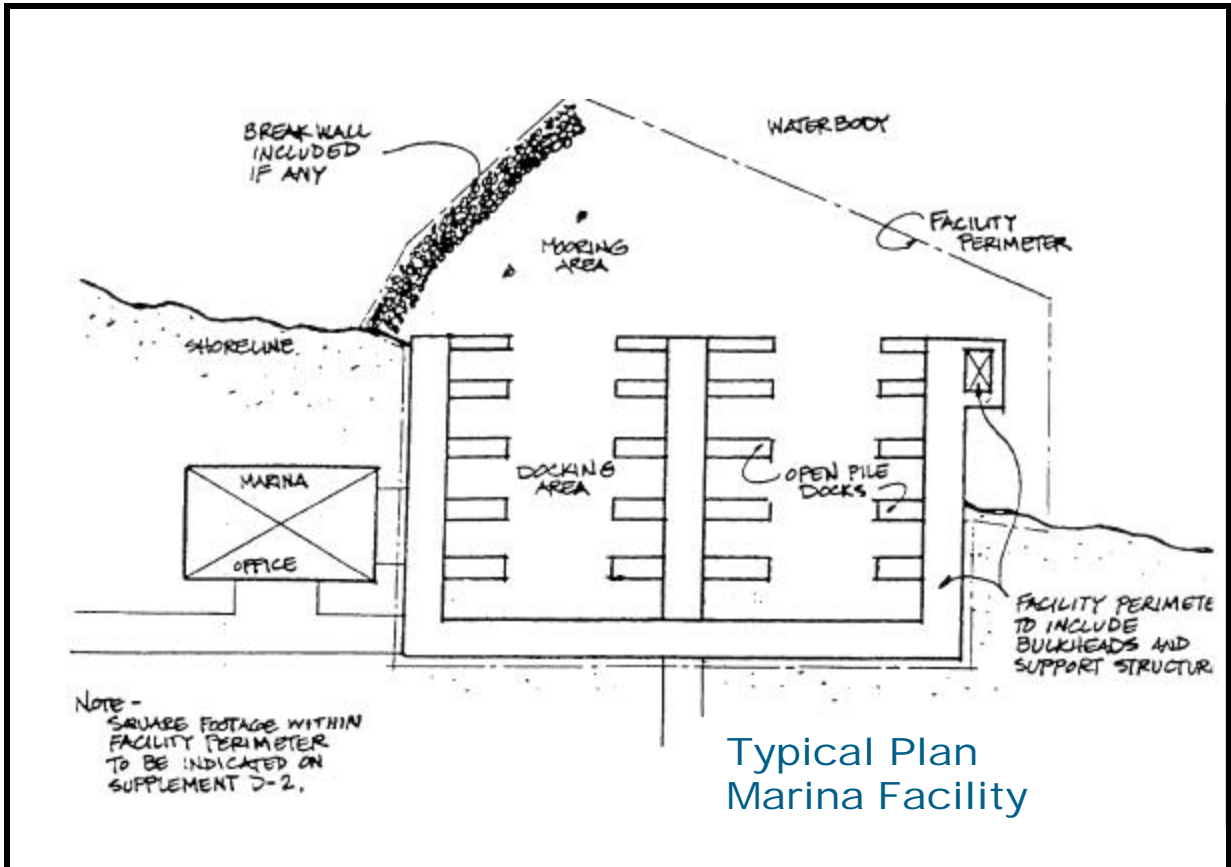 BREAKWALL
INCLUDED
IF ANY
WATERBODY
FACILITY
PERIMETER
MOORING
AREA
SHORELINE
MARINA
OFFICE
DOCKING
AREA
OPEN PILE
DOCKS
FACILITY PERIMETE
TO INCLUDE
BULKHEADS AND
SUPPORT STRUCTUR
NOTE -
SQUARE FOOTAGE WITHIN
FACILITY PERIMETER
TO BE INDICATED ON
SUPPLEMENT D-2.
Typical Plan
Marina Facility